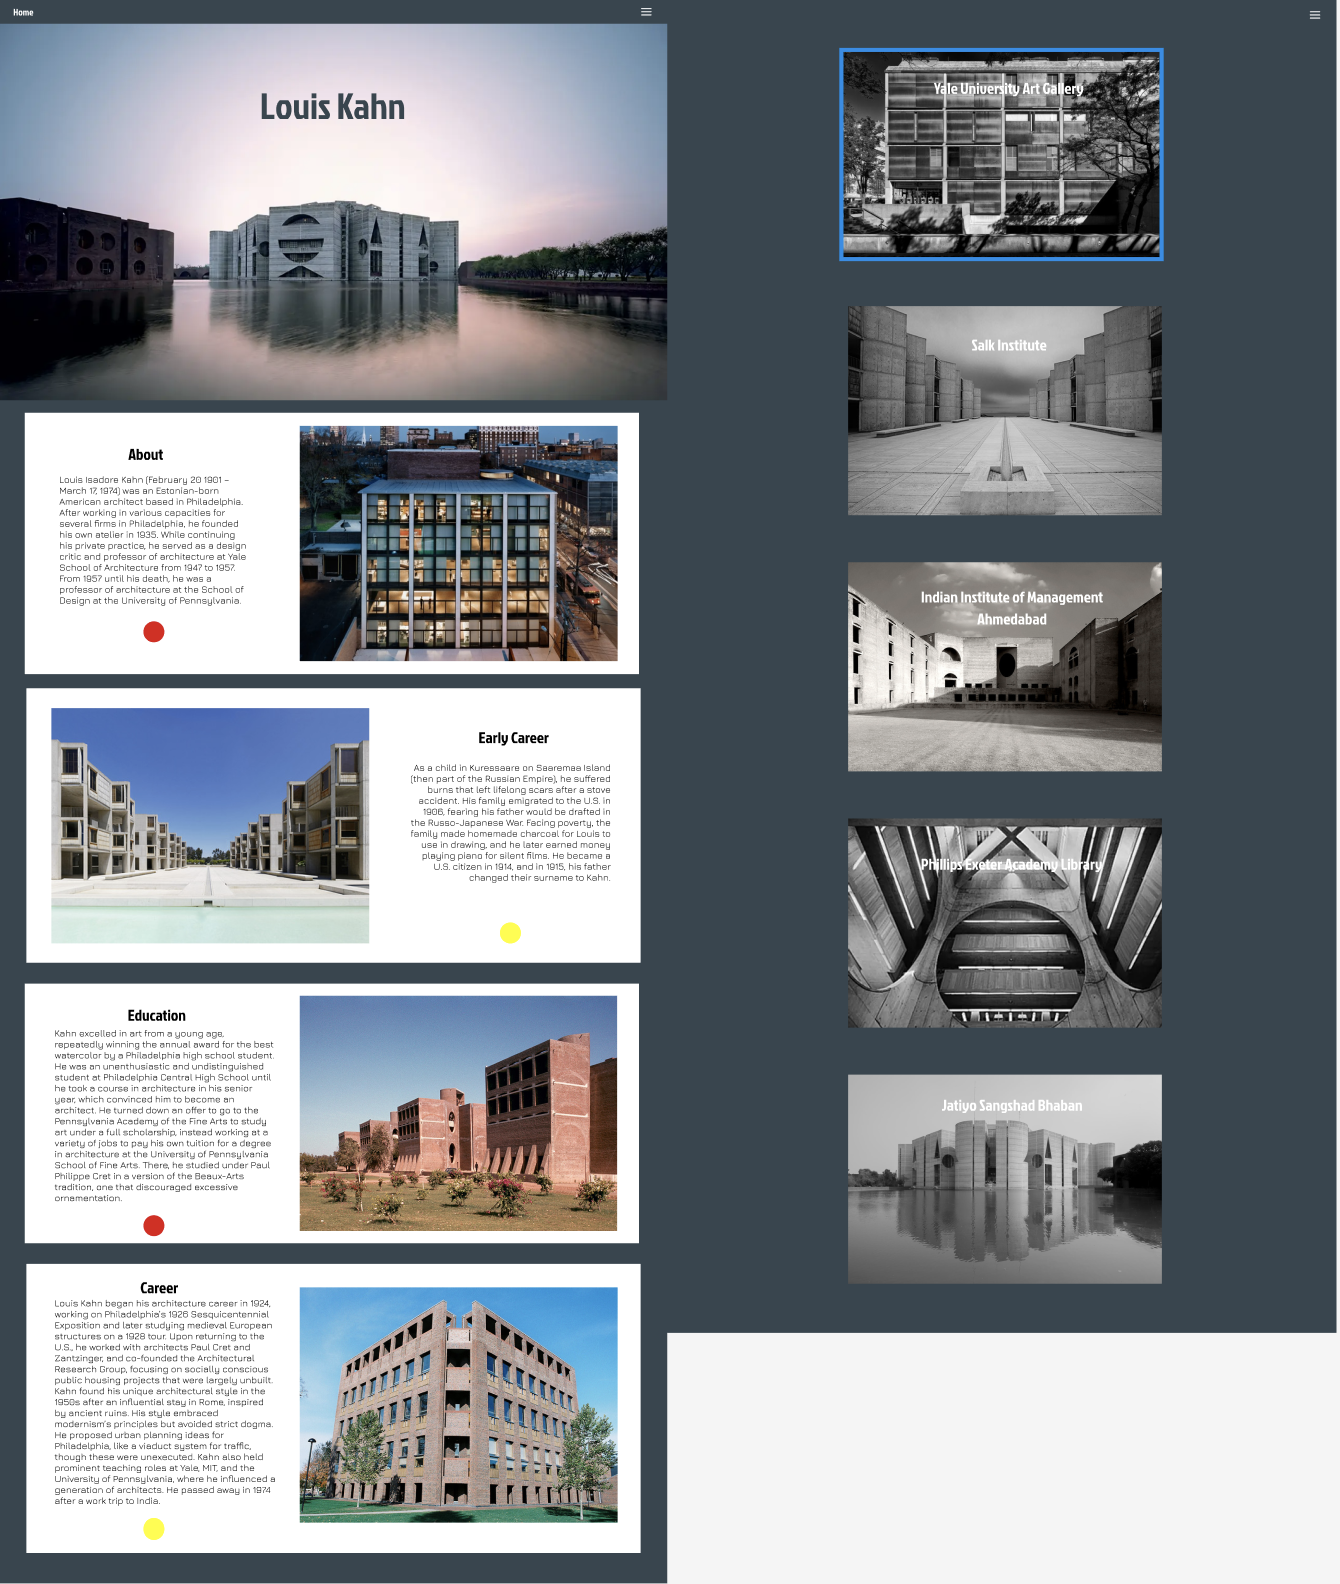 Home
Louis Kahn
About
Louis Isadore Kahn (February 20 1901 –
March 17, 1974) was an Estonian-born
American architect based in Philadelphia.
After working in various capacities for
several firms in Philadelphia, he founded
his own atelier in 1935. While continuing
his private practice, he served as a design
critic and professor of architecture at Yale
School of Architecture from 1947 to 1957.
From 1957 until his death, he was a
professor of architecture at the School of
Design at the University of Pennsylvania.
Early Career
As a child in Kuressaare on Saaremaa Island
(then part of the Russian Empire), he suffered
burns that left lifelong scars after a stove
accident. His family emigrated to the U.S. in
1906, fearing his father would be drafted in
the Russo-Japanese War. Facing poverty, the
family made homemade charcoal for Louis to
use in drawing, and he later earned money
playing piano for silent films. He became a
U.S. citizen in 1914, and in 1915, his father
changed their surname to Kahn.
Education
Kahn excelled in art from a young age,
repeatedly winning the annual award for the best
watercolor by a Philadelphia high school student.
He was an unenthusiastic and undistinguished
student at Philadelphia Central High School until
he took a course in architecture in his senior
year, which convinced him to become an
architect. He turned down an offer to go to the
Pennsylvania Academy of the Fine Arts to study
art under a full scholarship, instead working at a
variety of jobs to pay his own tuition for a degree
in architecture at the University of Pennsylvania
School of Fine Arts. There, he studied under Paul
Philippe Cret in a version of the Beaux-Arts
tradition, one that discouraged excessive
ornamentation.
Career
Louis Kahn began his architecture career in 1924,
working on Philadelphia's 1926 Sesquicentennial
Exposition and later studying medieval European
structures on a 1928 tour. Upon returning to the
U.S., he worked with architects Paul Cret and
Zantzinger, and co-founded the Architectural
Research Group, focusing on socially conscious
public housing projects that were largely unbuilt.
Kahn found his unique architectural style in the
1950s after an influential stay in Rome, inspired
by ancient ruins. His style embraced
modernism's principles but avoided strict dogma.
He proposed urban planning ideas for
Philadelphia, like a viaduct system for traffic,
though these were unexecuted. Kahn also held
prominent teaching roles at Yale, MIT, and the
University of Pennsylvania, where he influenced a
generation of architects. He passed away in 1974
after a work trip to India.
Yale University Art Gallery
Salk Institute
Indian Institute of Management
Ahmedabad
Phillips Exeter Academy Library
Jatiyo Sangshad Bhaban